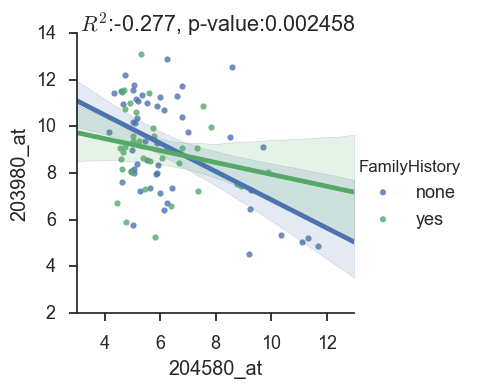 R²:-0.277, p-value:0.002458
14
12
10
8
6
4
2
203980_at
4 6 8 10 12
204580_at
FamilyHistory
none
yes